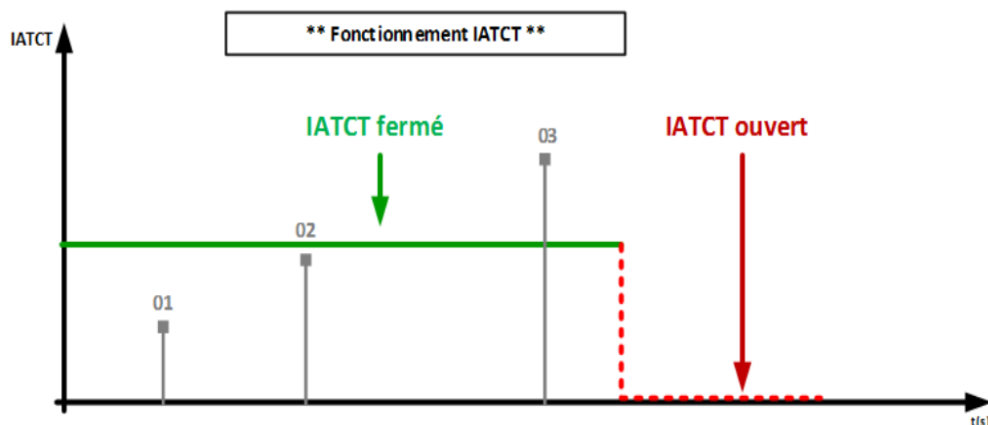 ** Fonctionnement IATCT **
IATCT
IATCT fermé
IATCT ouvert
03
02
01
t(s)